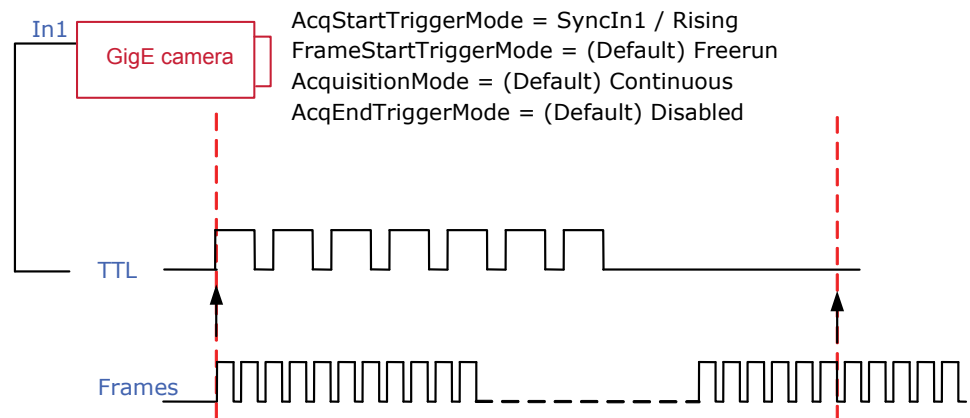 In1
GigE camera
AcqStartTriggerMode = SyncIn1 / Rising
FrameStartTriggerMode = (Default) Freerun
AcquisitionMode = (Default) Continuous
AcqEndTriggerMode = (Default) Disabled
TTL
Frames